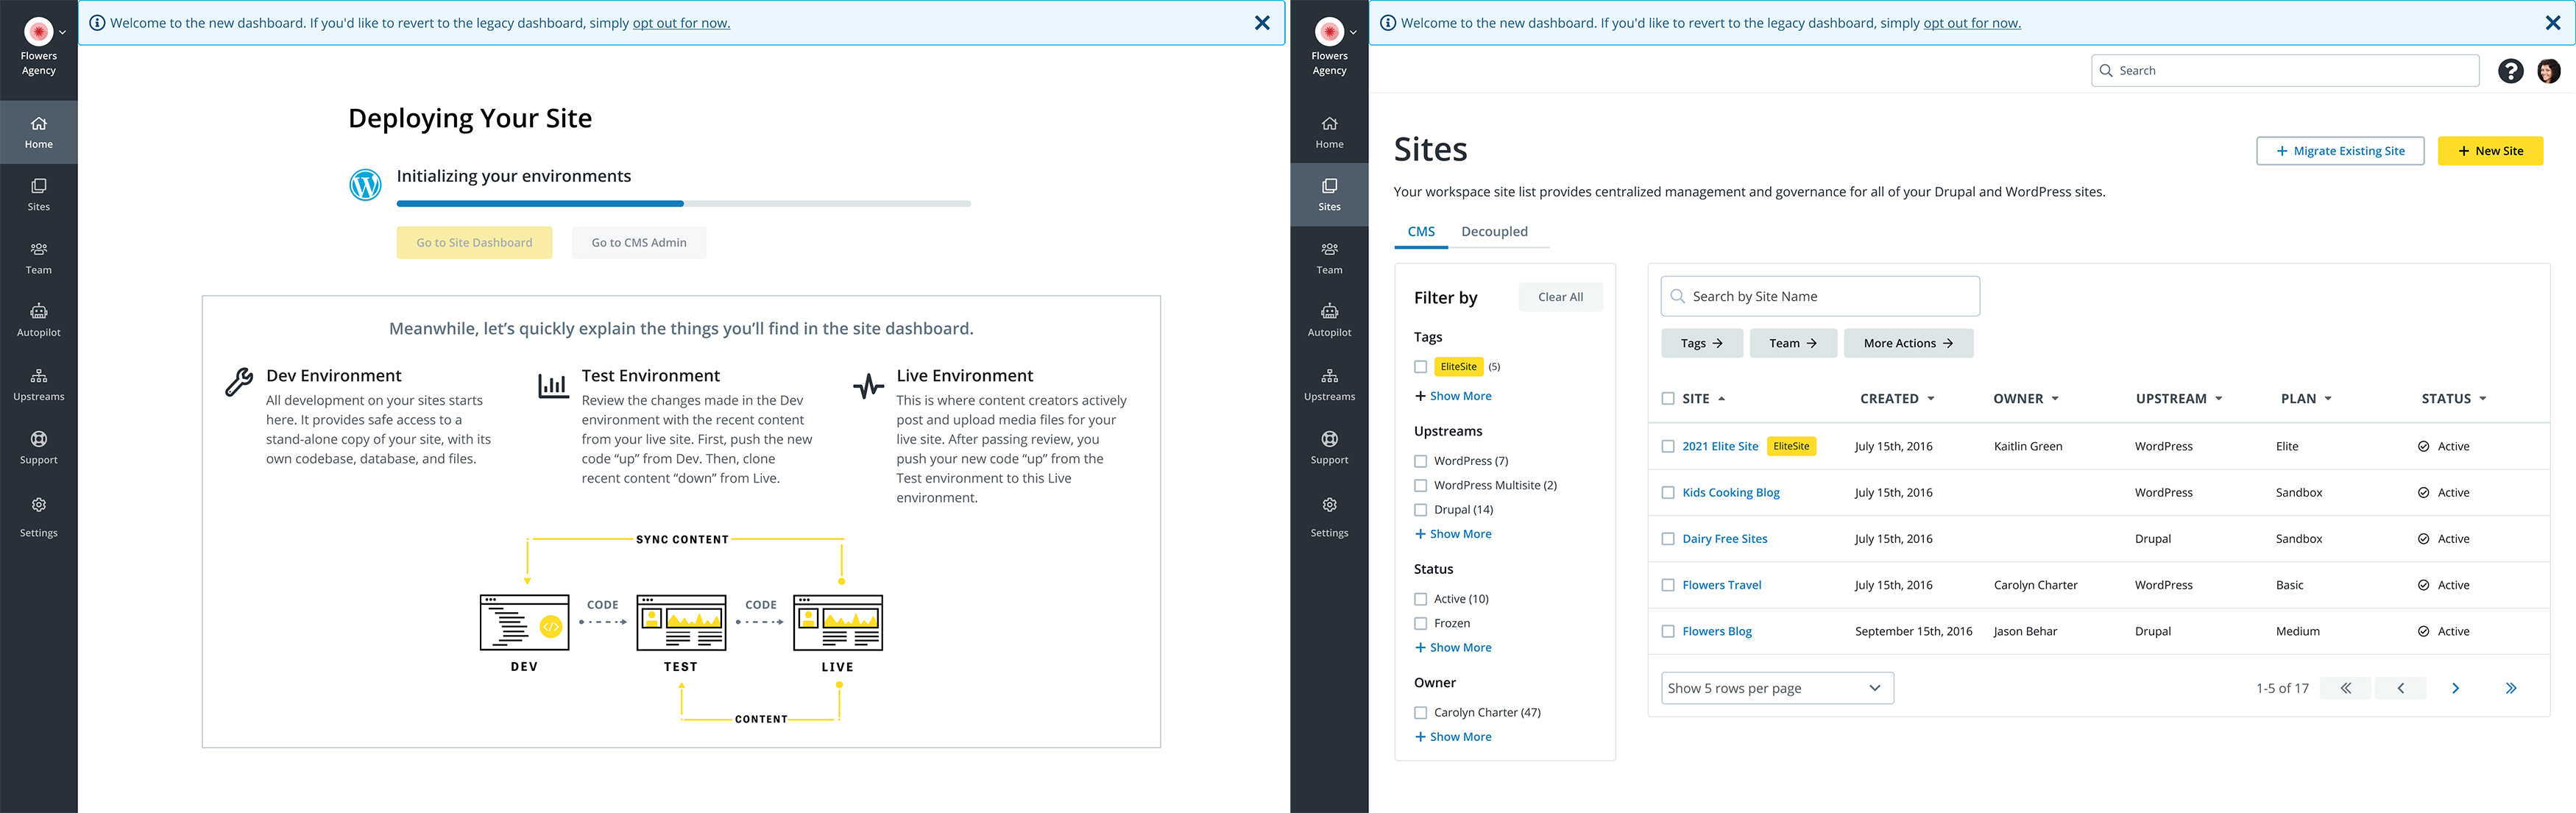 Welcome to the new dashboard. If you'd like to revert to the legacy dashboard, simply opt out for now.
Flowers
Agency
Home
Sites
Team
Autopilot
Upstreams
Support
Settings
Deploying Your Site
Initializing your environments
Go to Site Dashboard
Go to CMS Admin
Meanwhile, let's quickly explain the things you'll find in the site dashboard.
Dev Environment
All development on your sites starts
here. It provides safe access to a
stand-alone copy of your site, with its
own codebase, database, and files.
Test Environment
Review the changes made in the Dev
environment with the recent content
from your live site. First, push the new
code “up” from Dev. Then, clone
recent content “down” from Live.
Live Environment
This is where content creators actively
post and upload media files for your
live site. After passing review, you
push your new code “up” from the
Test environment to this Live
environment.
SYNC CONTENT
CODE
CODE
DEV
TEST
LIVE
CONTENT
Welcome to the new dashboard. If you'd like to revert to the legacy dashboard, simply opt out for now.
Flowers
Agency
Home
Sites
Team
Autopilot
Upstreams
Support
Settings
Search
Sites
+ Migrate Existing Site
+ New Site
Your workspace site list provides centralized management and governance for all of your Drupal and WordPress sites.
CMS
Decoupled
Filter by
Clear All
Tags
EliteSite (5)
+ Show More
Upstreams
WordPress (7)
WordPress Multisite (2)
Drupal (14)
+ Show More
Status
Active (10)
Frozen
+ Show More
Owner
Carolyn Charter (47)
+ Show More
Search by Site Name
Tags →
Team →
More Actions →
SITE CREATED OWNER UPSTREAM PLAN STATUS
2021 Elite Site EliteSite July 15th, 2016 Kaitlin Green WordPress Elite Active
Kids Cooking Blog July 15th, 2016 WordPress Sandbox Active
Dairy Free Sites July 15th, 2016 Drupal Sandbox Active
Flowers Travel July 15th, 2016 Carolyn Charter WordPress Basic Active
Flowers Blog September 15th, 2016 Jason Behar Drupal Medium Active
Show 5 rows per page
1-5 of 17